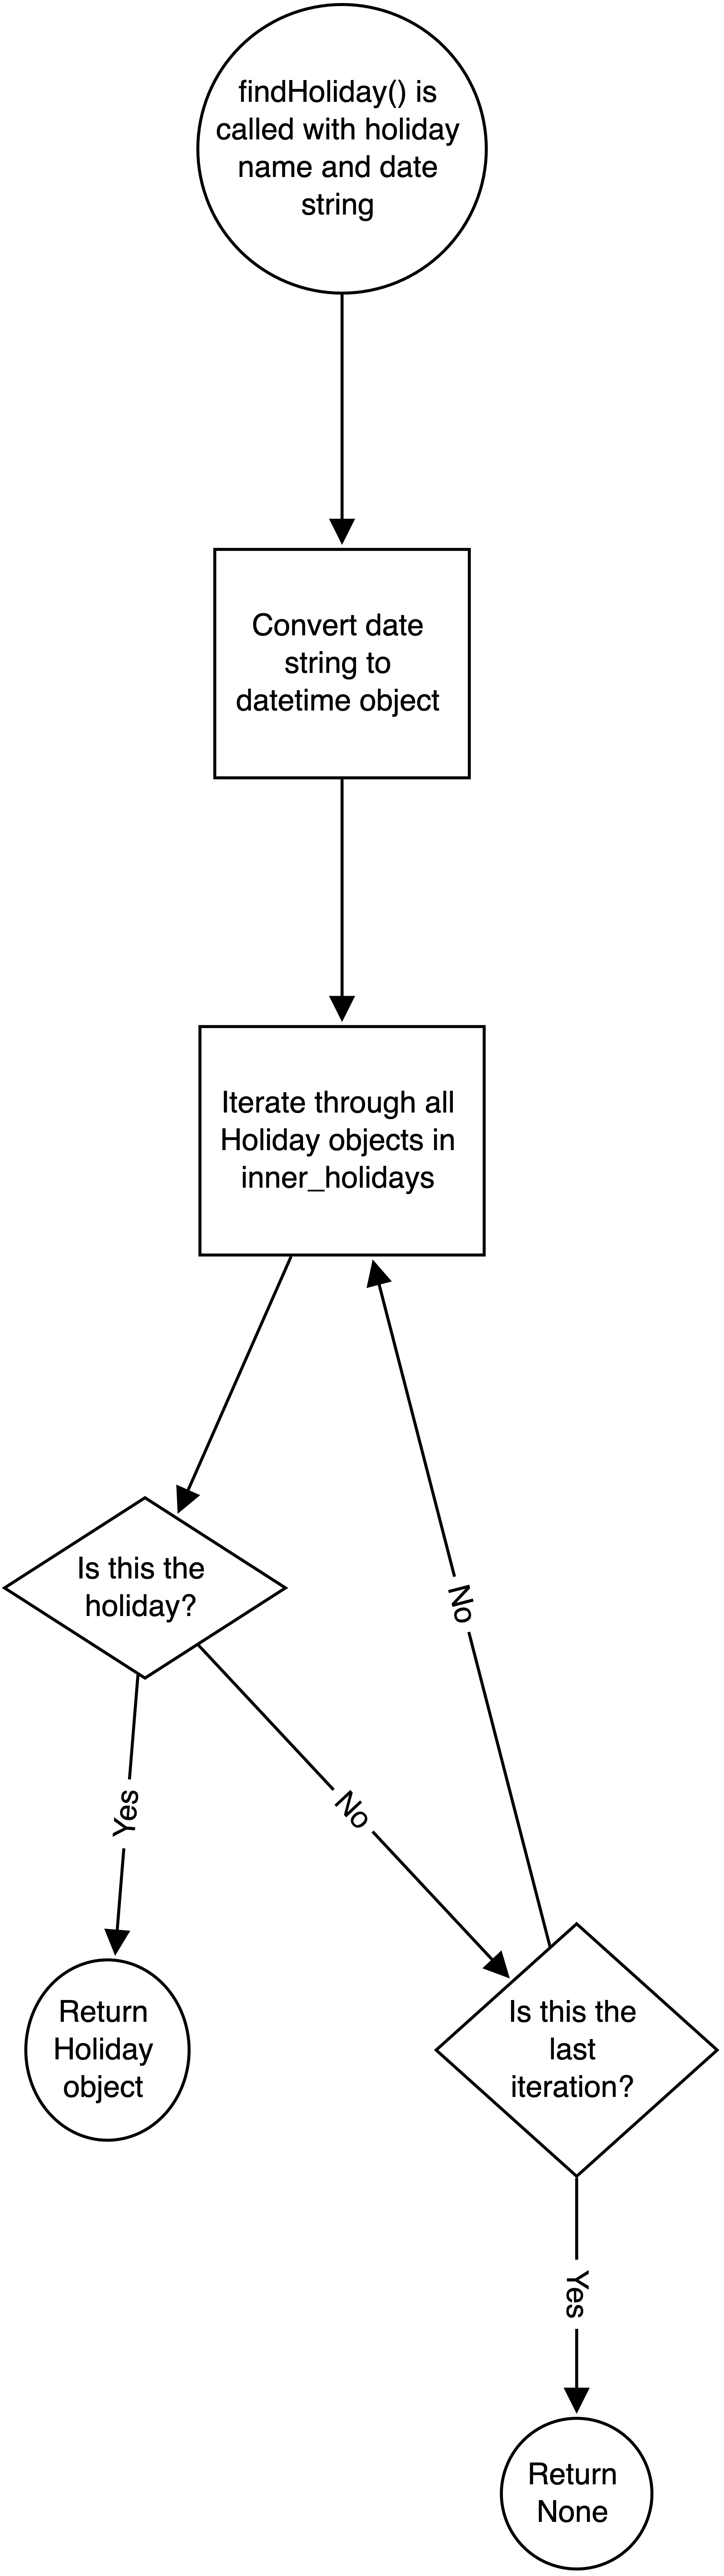 findHoliday() is
called with holiday
name and date
string
Convert date
string to
datetime object
Iterate through all
Holiday objects in
inner_holidays
Is this the
holiday?
No
Yes
No
Return
Holiday
object
Is this the
last
iteration?
Yes
Return
None